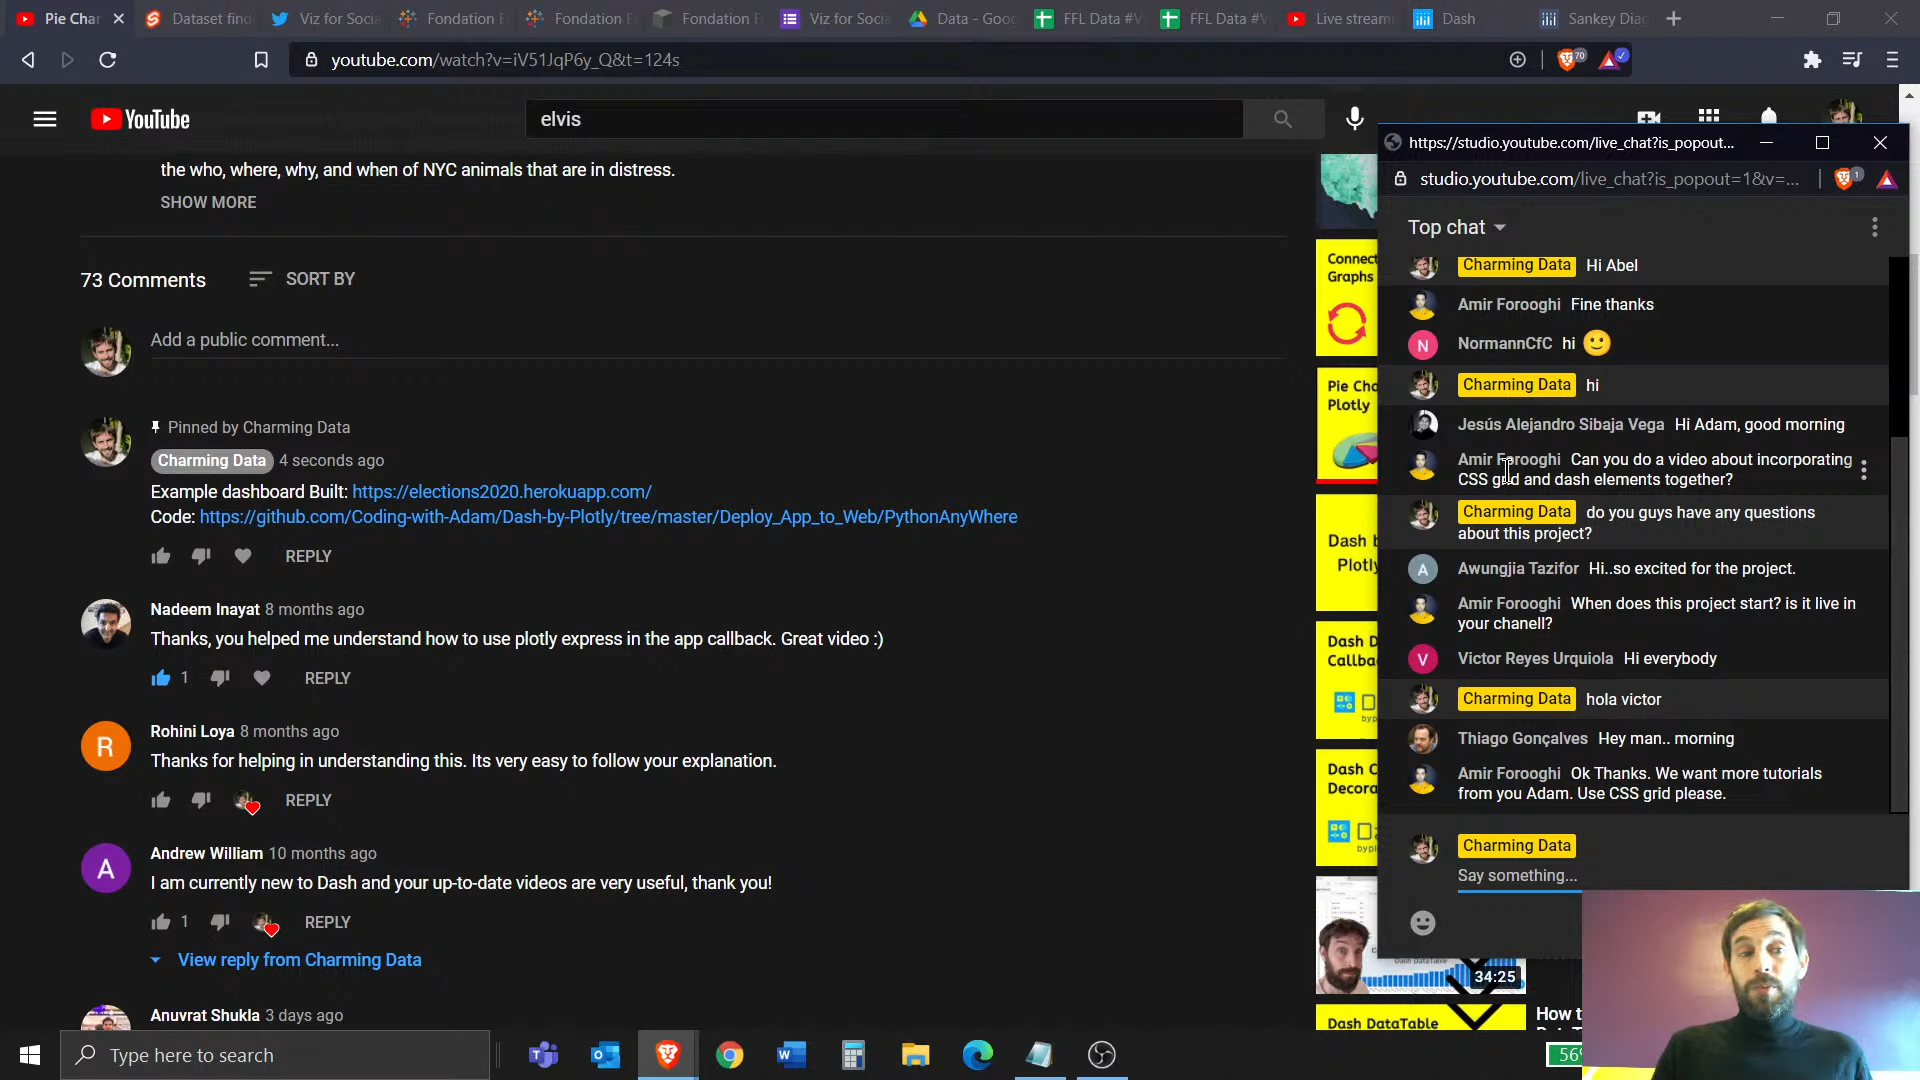 Pie Cha
Dataset find
Viz for Socia
Fondation F
Fondation F
Fondation F
Viz for Socia
Data - Goog
FFL Data #V
FFL Data #V
Live stream
Dash
Sankey Diag
youtube.com/watch?v=iV51JqP6y_Q&t=124s
70
YouTube
elvis
the who, where, why, and when of NYC animals that are in distress.
SHOW MORE
73 Comments
SORT BY
Add a public comment...
Pinned by Charming Data
Charming Data 4 seconds ago
Example dashboard Built: https://elections2020.herokuapp.com/
Code: https://github.com/Coding-with-Adam/Dash-by-Plotly/tree/master/Deploy_App_to_Web/PythonAnyWhere
REPLY
Nadeem Inayat 8 months ago
Thanks, you helped me understand how to use plotly express in the app callback. Great video :)
1
REPLY
R
Rohini Loya 8 months ago
Thanks for helping in understanding this. Its very easy to follow your explanation.
REPLY
A
Andrew William 10 months ago
I am currently new to Dash and your up-to-date videos are very useful, thank you!
1
REPLY
View reply from Charming Data
Anuvrat Shukla 3 days ago
Connec
Graphs
Pie Cha
Plotly
Dash b
Plotly
Dash D
Callba
D
byp
Dash C
Decora
D
bypl
34:25
Dash DataTable
How t
https://studio.youtube.com/live_chat?is_popout...
studio.youtube.com/live_chat?is_popout=1&v=...
1
Top chat
Charming Data Hi Abel
Amir Forooghi Fine thanks
N
NormannCfC hi 🙂
Charming Data hi
Jesús Alejandro Sibaja Vega Hi Adam, good morning
Amir Forooghi Can you do a video about incorporating
CSS grid and dash elements together?
Charming Data do you guys have any questions
about this project?
A
Awungjia Tazifor Hi..so excited for the project.
Amir Forooghi When does this project start? is it live in
your chanell?
V
Victor Reyes Urquiola Hi everybody
Charming Data hola victor
Thiago Gonçalves Hey man.. morning
Amir Forooghi Ok Thanks. We want more tutorials
from you Adam. Use CSS grid please.
Charming Data
Say something...
Type here to search
56